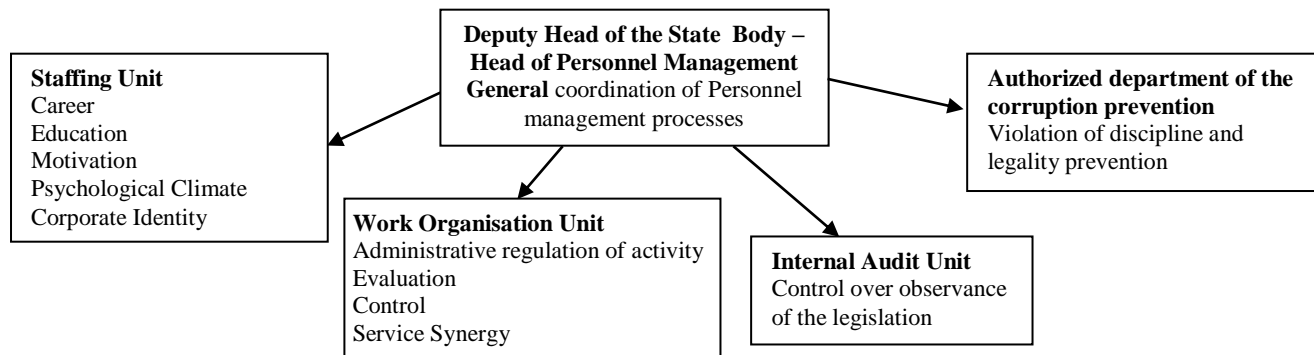 Deputy Head of the State Body –
Head of Personnel Management
General coordination of Personnel
management processes
Staffing Unit
Career
Education
Motivation
Psychological Climate
Corporate Identity
Work Organisation Unit
Administrative regulation of activity
Evaluation
Control
Service Synergy
Internal Audit Unit
Control over observance
of the legislation
Authorized department of the
corruption prevention
Violation of discipline and
legality prevention